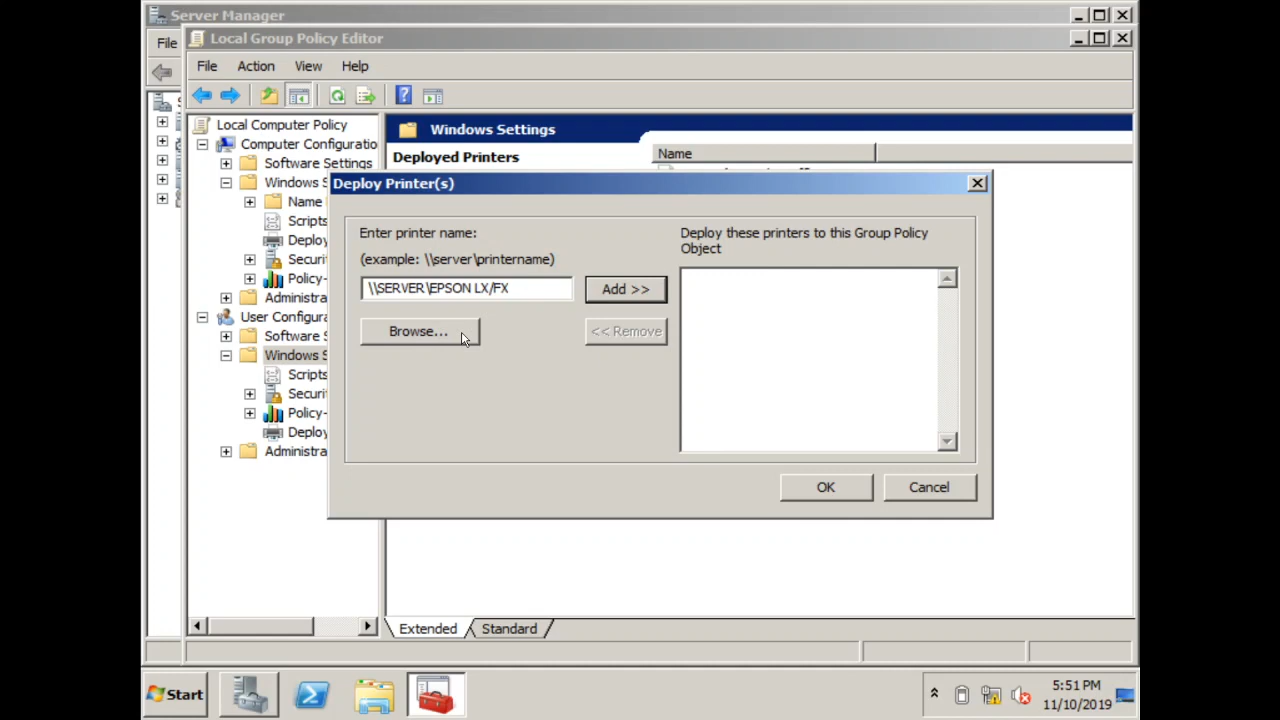 Server Manager
File
Local Group Policy Editor
File Action View Help
Local Computer Policy
Computer Configuratio
Software Settings
Windows S
Name
Scripts
Deploy
Securi
Policy-
Administra
User Configura
Software S
Windows S
Scripts
Securi
Policy-
Deploy
Administra
Windows Settings
Deployed Printers
Name
Deploy Printer(s)
Enter printer name:
(example: \\server\printername)
\\SERVER\EPSON LX/FX
Add >>
Browse...
<< Remove
Deploy these printers to this Group Policy
Object
OK
Cancel
Extended
Standard
Start
5:51 PM
11/10/2019